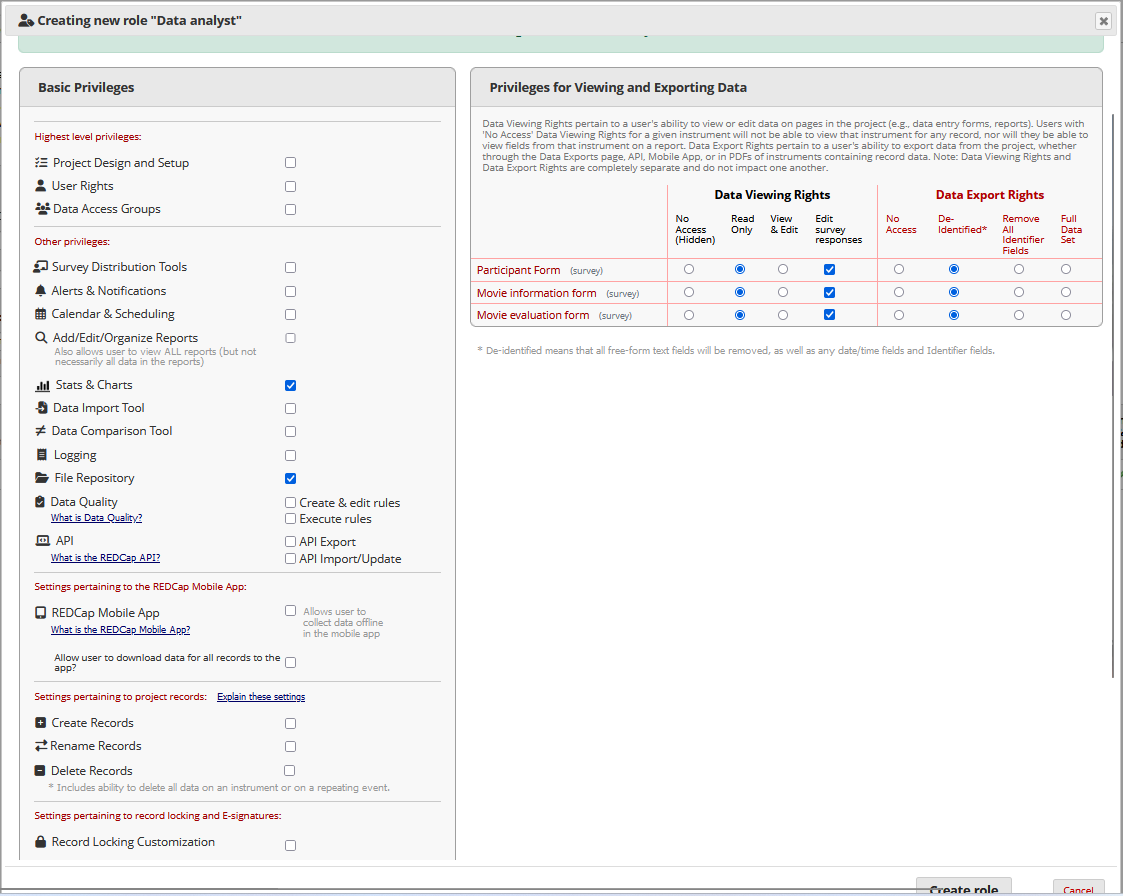 Creating new role "Data analyst"
Basic Privileges
Highest level privileges:
Project Design and Setup
User Rights
Data Access Groups
Other privileges:
Survey Distribution Tools
Alerts & Notifications
Calendar & Scheduling
Add/Edit/Organize Reports
Also allows user to view ALL reports (but not
necessarily all data in the reports)
Stats & Charts
Data Import Tool
Data Comparison Tool
Logging
File Repository
Data Quality
Create & edit rules
What is Data Quality?
Execute rules
API
API Export
What is the REDCap API?
API Import/Update
Settings pertaining to the REDCap Mobile App:
REDCap Mobile App
What is the REDCap Mobile App?
Allows user to
collect data offline
in the mobile app
Allow user to download data for all records to the
app?
Settings pertaining to project records: Explain these settings
Create Records
Rename Records
Delete Records
* Includes ability to delete all data on an instrument or on a repeating event.
Settings pertaining to record locking and E-signatures:
Record Locking Customization
Privileges for Viewing and Exporting Data
Data Viewing Rights pertain to a user's ability to view or edit data on pages in the project (e.g., data entry forms, reports). Users with
'No Access' Data Viewing Rights for a given instrument will not be able to view that instrument for any record, nor will they be able to
view fields from that instrument on a report. Data Export Rights pertain to a user's ability to export data from the project, whether
through the Data Exports page, API, Mobile App, or in PDFs of instruments containing record data. Note: Data Viewing Rights and
Data Export Rights are completely separate and do not impact one another.
Data Viewing Rights
Data Export Rights
No
Access
(Hidden)
Read
Only
View
& Edit
Edit
survey
responses
No
Access
De-
Identified*
Remove
All
Identifier
Fields
Full
Data
Set
Participant Form (survey)
Movie information form (survey)
Movie evaluation form (survey)
* De-identified means that all free-form text fields will be removed, as well as any date/time fields and Identifier fields.
Create role
Cancel